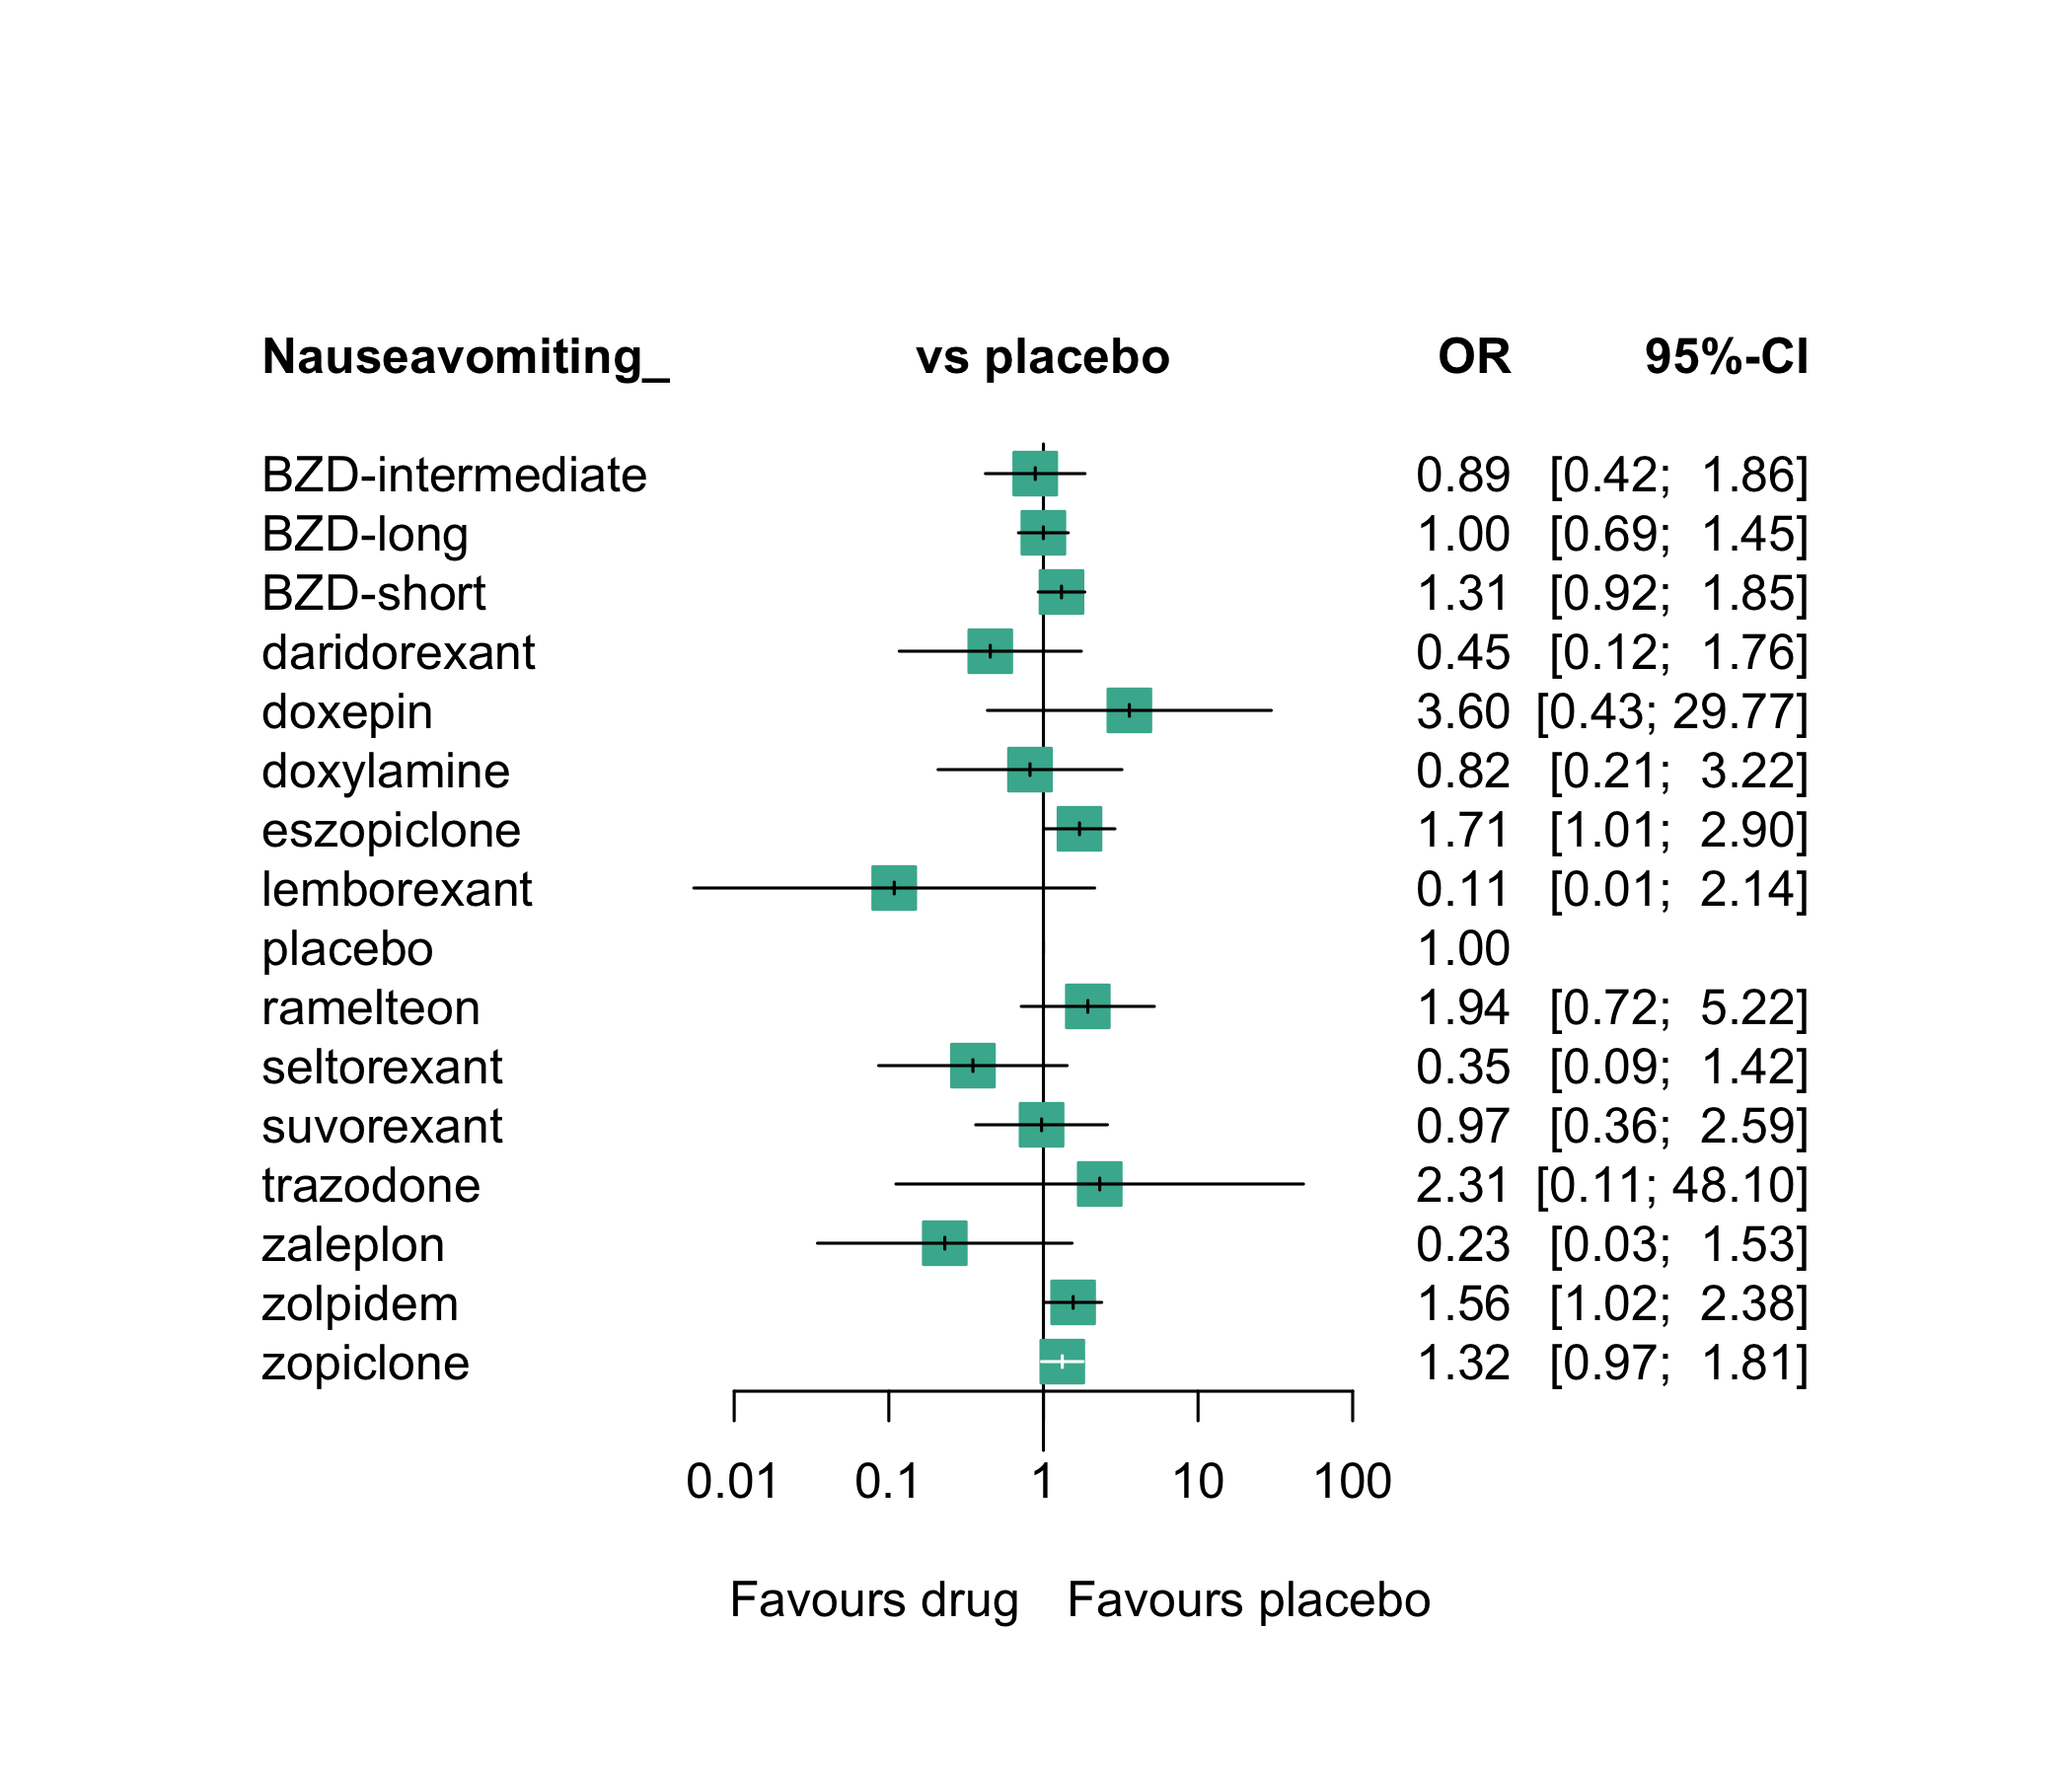 Nauseavomiting_ vs placebo OR 95%-CI
BZD-intermediate 0.89 [0.42; 1.86]
BZD-long 1.00 [0.69; 1.45]
BZD-short 1.31 [0.92; 1.85]
daridorexant 0.45 [0.12; 1.76]
doxepin 3.60 [0.43; 29.77]
doxylamine 0.82 [0.21; 3.22]
eszopiclone 1.71 [1.01; 2.90]
lemborexant 0.11 [0.01; 2.14]
placebo 1.00
ramelteon 1.94 [0.72; 5.22]
seltorexant 0.35 [0.09; 1.42]
suvorexant 0.97 [0.36; 2.59]
trazodone 2.31 [0.11; 48.10]
zaleplon 0.23 [0.03; 1.53]
zolpidem 1.56 [1.02; 2.38]
zopiclone 1.32 [0.97; 1.81]
0.01 0.1 1 10 100
Favours drug Favours placebo